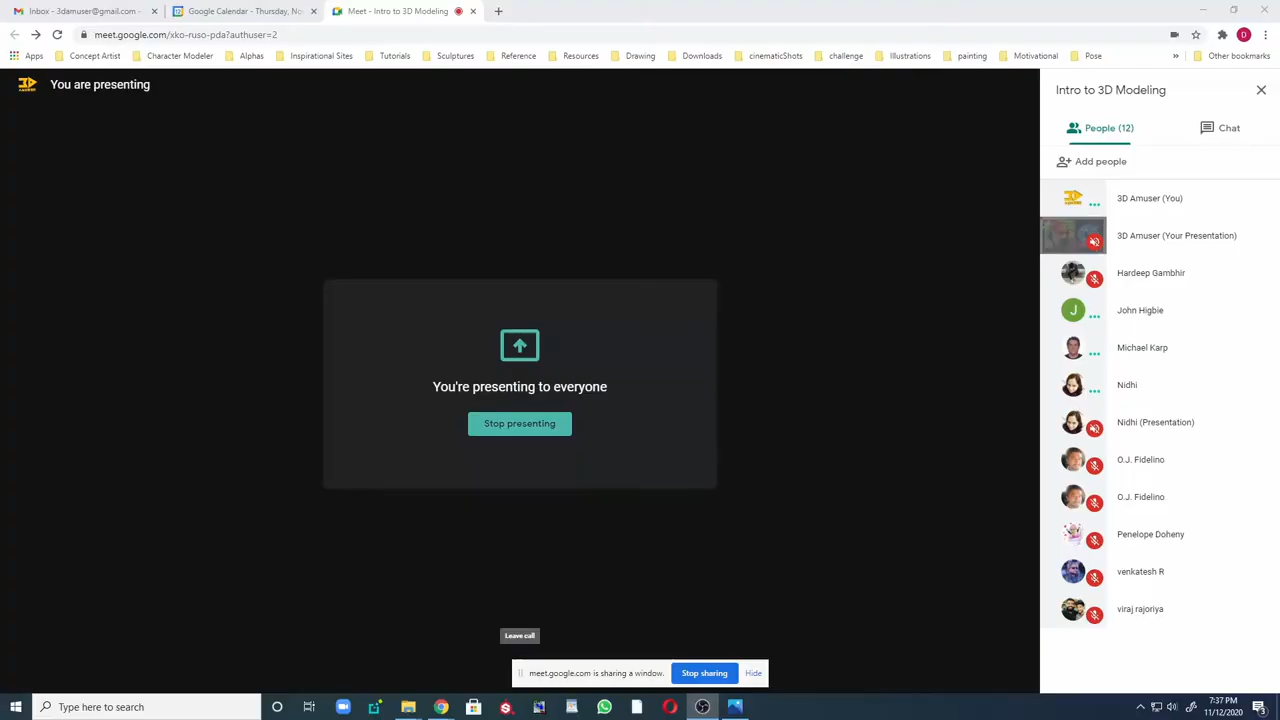 Inbox - 3damuser@gmail.com -
Google Calendar - Thursday, No
Meet - Intro to 3D Modeling
meet.google.com/xko-ruso-pda?authuser=2
D
Apps
Concept Artist
Character Modeler
Alphas
Inspirational Sites
Tutorials
Sculptures
Reference
Resources
Drawing
Downloads
cinematicShots
challenge
Illustrations
painting
Motivational
Pose
»
Other bookmarks
You are presenting
Intro to 3D Modeling
People (12)
Chat
Add people
3D Amuser (You)
3D Amuser (Your Presentation)
Hardeep Gambhir
J
John Higbie
Michael Karp
Nidhi
Nidhi (Presentation)
O.J. Fidelino
O.J. Fidelino
Penelope Doheny
venkatesh R
viraj rajoriya
You're presenting to everyone
Stop presenting
Leave call
meet.google.com is sharing a window.
Stop sharing
Hide
Type here to search
7:37 PM
11/12/2020
3